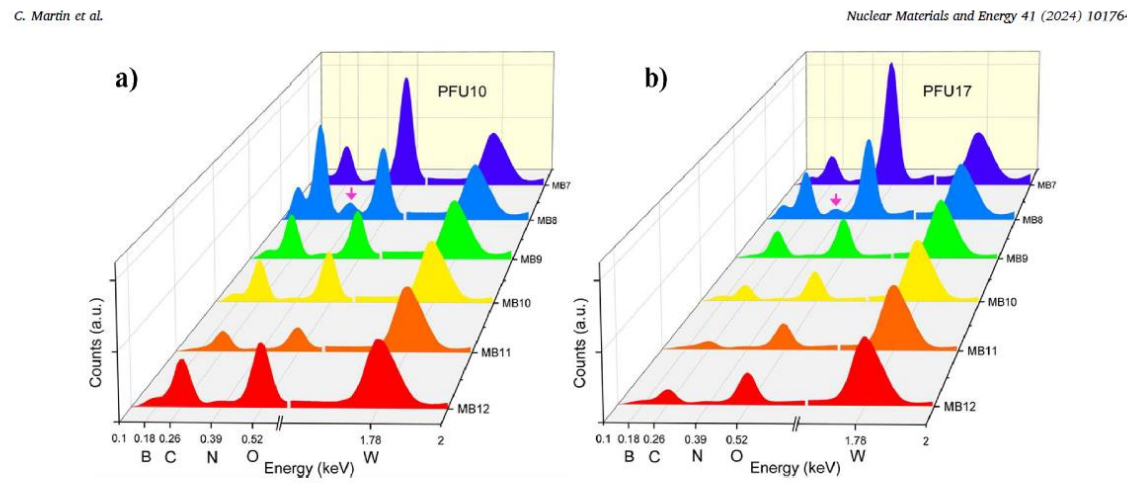 C. Martin et al.
Nuclear Materials and Energy 41 (2024) 101764
a)
PFU10
MB7
MB8
MB9
MB10
MB11
MB12
Counts (a.u.)
0.1 0.18 0.26 0.39 0.52 1.78 2
B C N O W
Energy (keV)
b)
PFU17
MB7
MB8
MB9
MB10
MB11
MB12
Counts (a.u.)
0.1 0.18 0.26 0.39 0.52 1.78 2
B C N O W
Energy (keV)